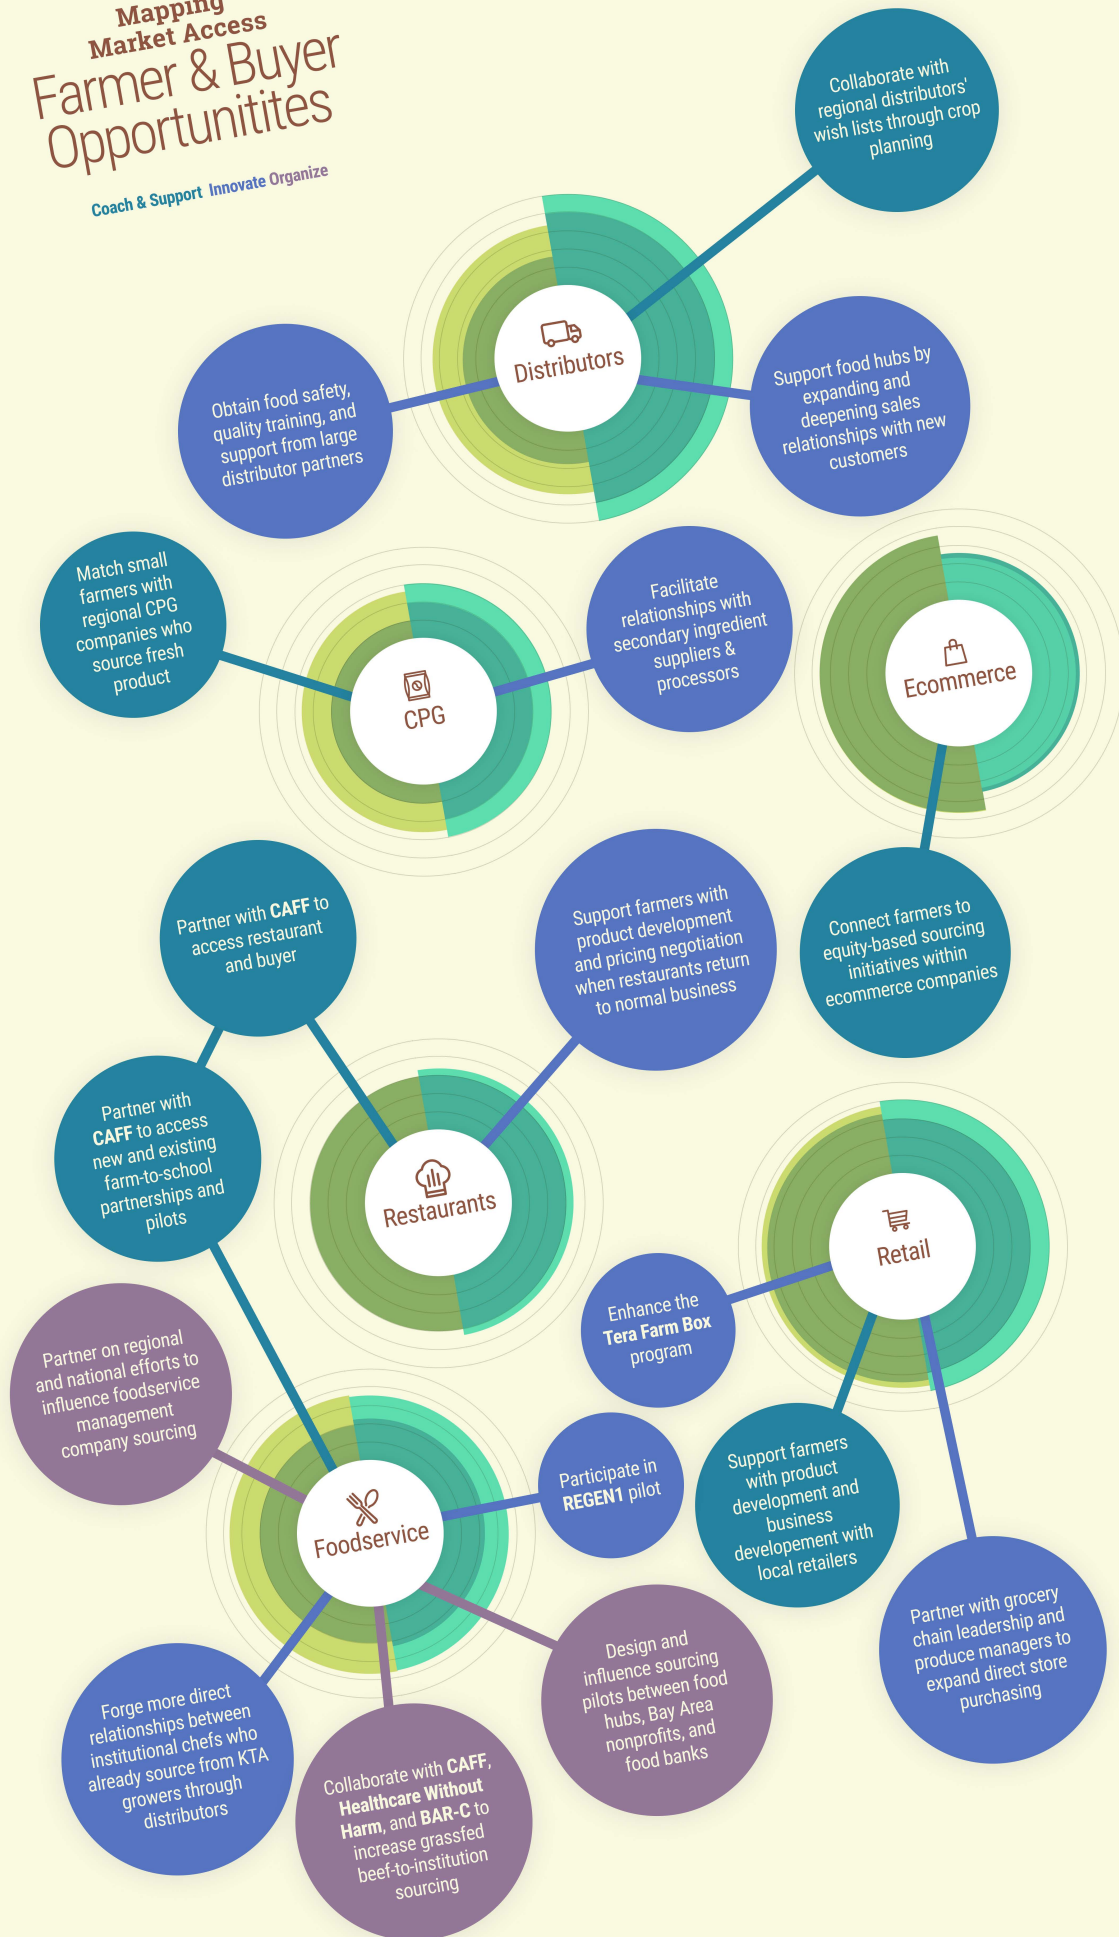 Mapping
Market Access
Farmer & Buyer
Opportunitites
Coach & Support Innovate Organize
Collaborate with
regional distributors'
wish lists through crop
planning
Distributors
Obtain food safety,
quality training, and
support from large
distributor partners
Support food hubs by
expanding and
deepening sales
relationships with new
customers
Match small
farmers with
regional CPG
companies who
source fresh
product
CPG
Facilitate
relationships with
secondary ingredient
suppliers &
processors
Ecommerce
Connect farmers to
equity-based sourcing
initiatives within
ecommerce companies
Partner with CAFF to
access restaurant
and buyer
Support farmers with
product development
and pricing negotiation
when restaurants return
to normal business
Restaurants
Partner with
CAFF to access
new and existing
farm-to-school
partnerships and
pilots
Retail
Enhance the
Tera Farm Box
program
Support farmers
with product
development and
business
developement with
local retailers
Partner with grocery
chain leadership and
produce managers to
expand direct store
purchasing
Partner on regional
and national efforts to
influence foodservice
management
company sourcing
Foodservice
Participate in
REGEN1 pilot
Design and
influence sourcing
pilots between food
hubs, Bay Area
nonprofits, and
food banks
Forge more direct
relationships between
institutional chefs who
already source from KTA
growers through
distributors
Collaborate with CAFF,
Healthcare Without
Harm, and BAR-C to
increase grassfed
beef-to-institution
sourcing